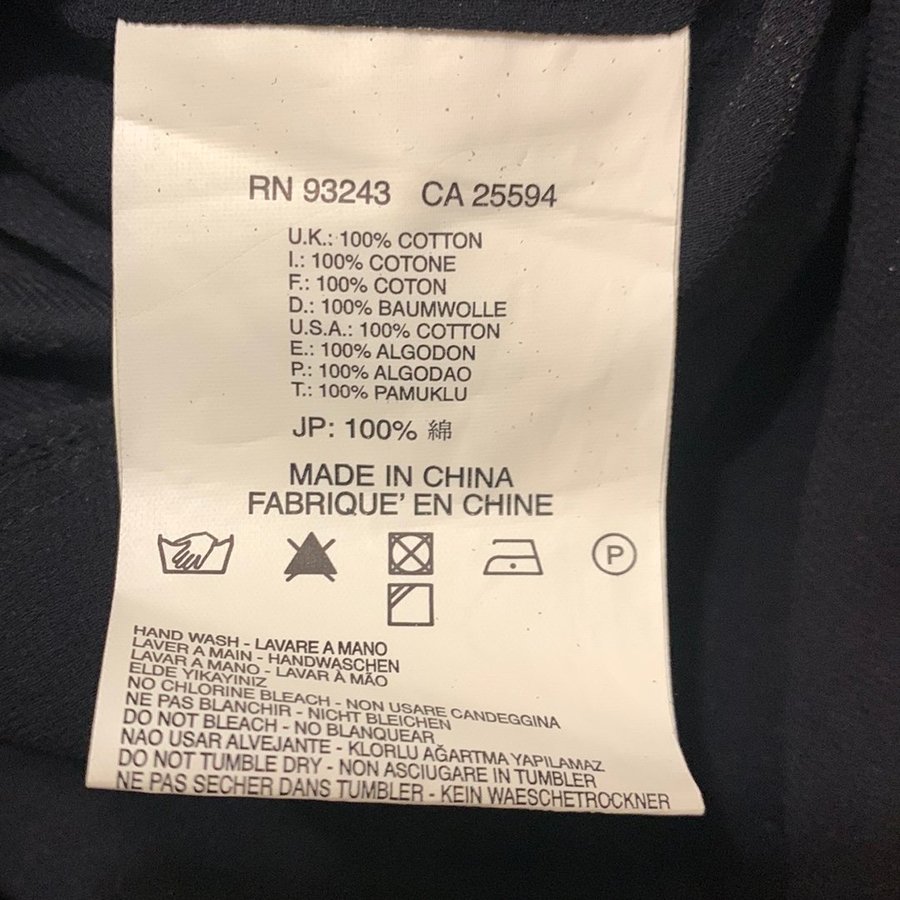 RN 93243 CA 25594
U.K.: 100% COTTON
I.: 100% COTONE
F.: 100% COTON
D.: 100% BAUMWOLLE
U.S.A.: 100% COTTON
E.: 100% ALGODON
P.: 100% ALGODAO
T.: 100% PAMUKLU
JP: 100% 綿
MADE IN CHINA
FABRIQUE' EN CHINE
P
HAND WASH - LAVARE A MANO
LAVER A MAIN - HANDWASCHEN
LAVAR A MANO - LAVAR À MÃO
ELDE YIKAYINIZ
NO CHLORINE BLEACH - NON USARE CANDEGGINA
NE PAS BLANCHIR - NICHT BLEICHEN
DO NOT BLEACH - NO BLANQUEAR
NAO USAR ALVEJANTE - KLORLU AĞARTMA YAPILAMAZ
DO NOT TUMBLE DRY - NON ASCIUGARE IN TUMBLER
NE PAS SECHER DANS TUMBLER - KEIN WAESCHETROCKNER